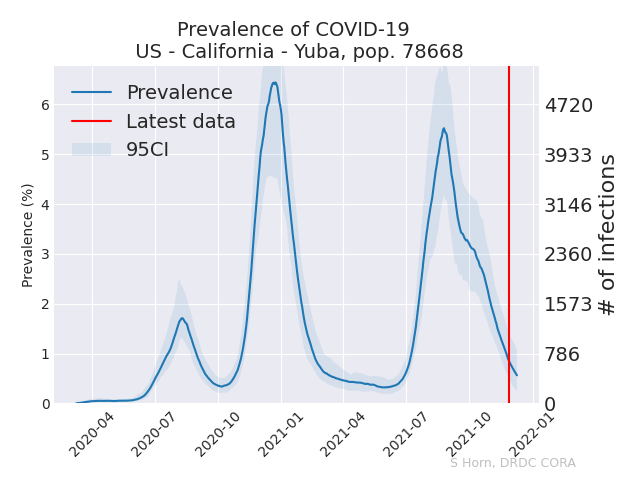 Prevalence of COVID-19
US - California - Yuba, pop. 78668
Prevalence
Latest data
95CI
Prevalence (%)
6
5
4
3
2
1
0
4720
3933
3146
2360
1573
786
0
# of infections
2020-04
2020-07
2020-10
2021-01
2021-04
2021-07
2021-10
2022-01
S Horn, DRDC CORA